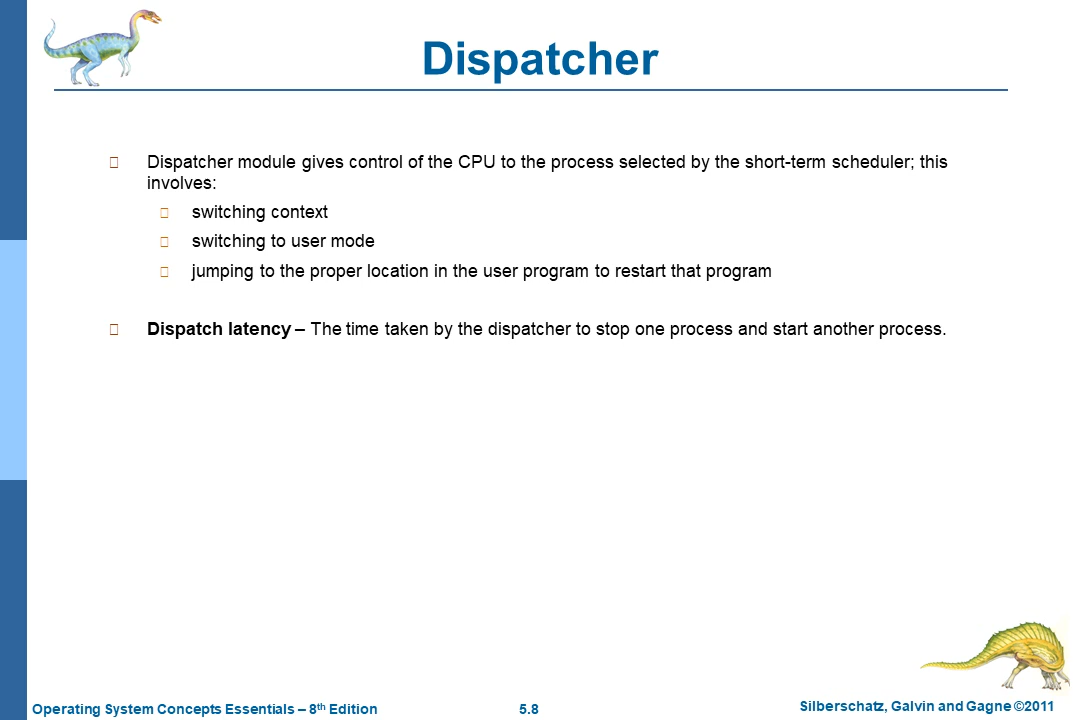 Dispatcher
Dispatcher module gives control of the CPU to the process selected by the short-term scheduler; this
involves:
switching context
switching to user mode
jumping to the proper location in the user program to restart that program
Dispatch latency – The time taken by the dispatcher to stop one process and start another process.
Operating System Concepts Essentials – 8th Edition
5.8
Silberschatz, Galvin and Gagne ©2011